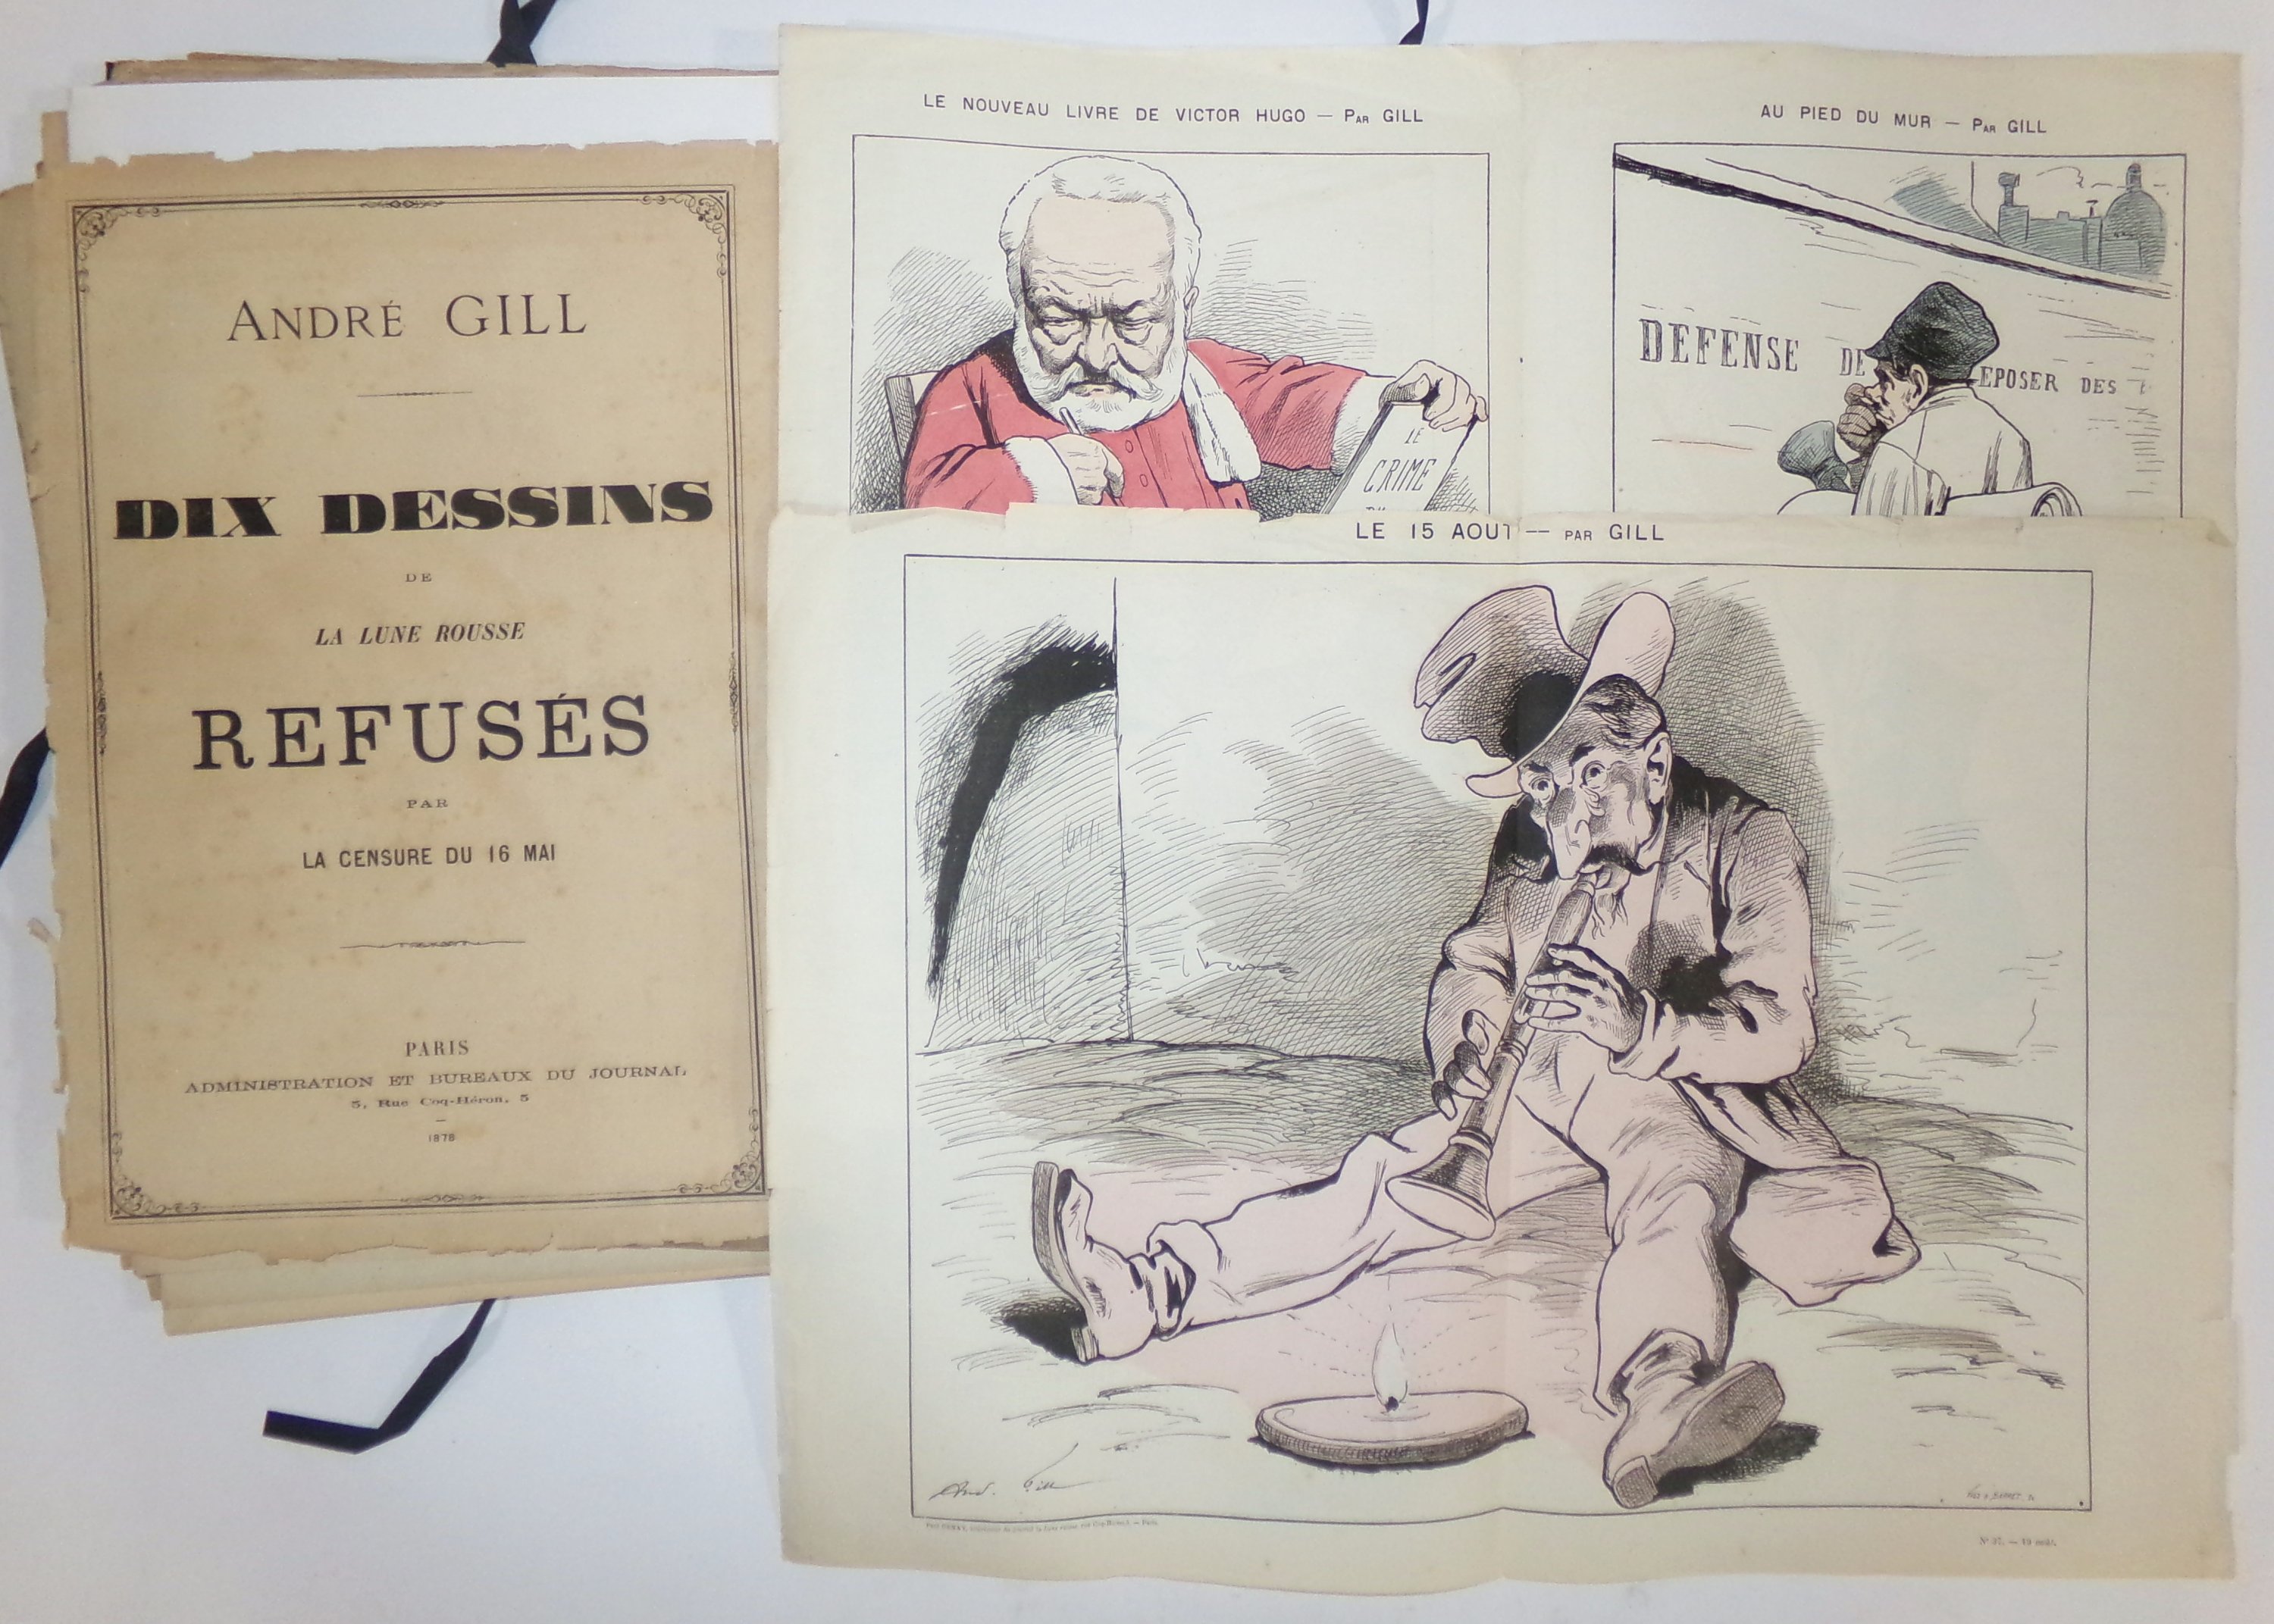 ANDRÉ GILL
DIX DESSINS
DE
LA LUNE ROUSSE
REFUSÉS
PAR
LA CENSURE DU 16 MAI
PARIS
ADMINISTRATION ET BUREAUX DU JOURNAL
5, Rue Coq-Héron, 5
1878
LE NOUVEAU LIVRE DE VICTOR HUGO — PAR GILL
LE
CRIME
AU PIED DU MUR — PAR GILL
DEFENSE DE EPOSER DES
LE 15 AOUT — PAR GILL
And. Gill